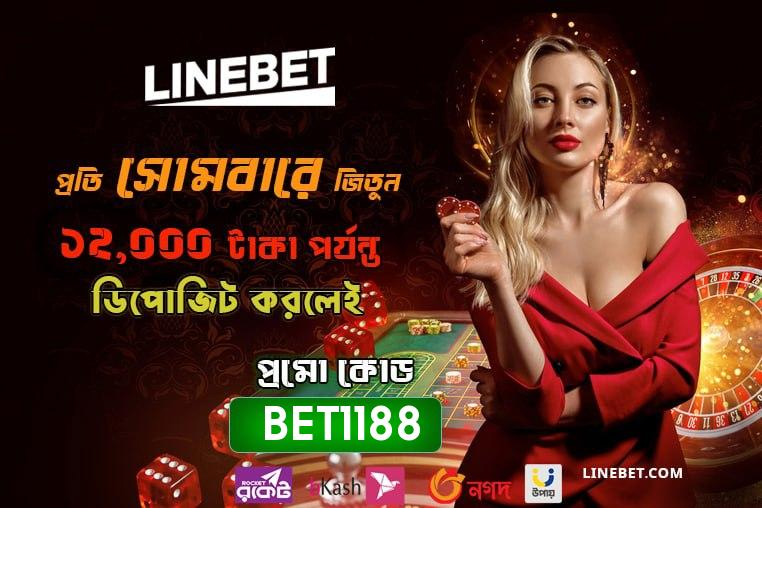 LINEBET
প্রতি সোমবারে জিতুন
১২,০০০ টাকা পর্যন্ত
ডিপোজিট করলেই
প্রমো কোড
BET1188
ROCKET
রকেট
bKash
নগদ
উপায়
LINEBET.COM